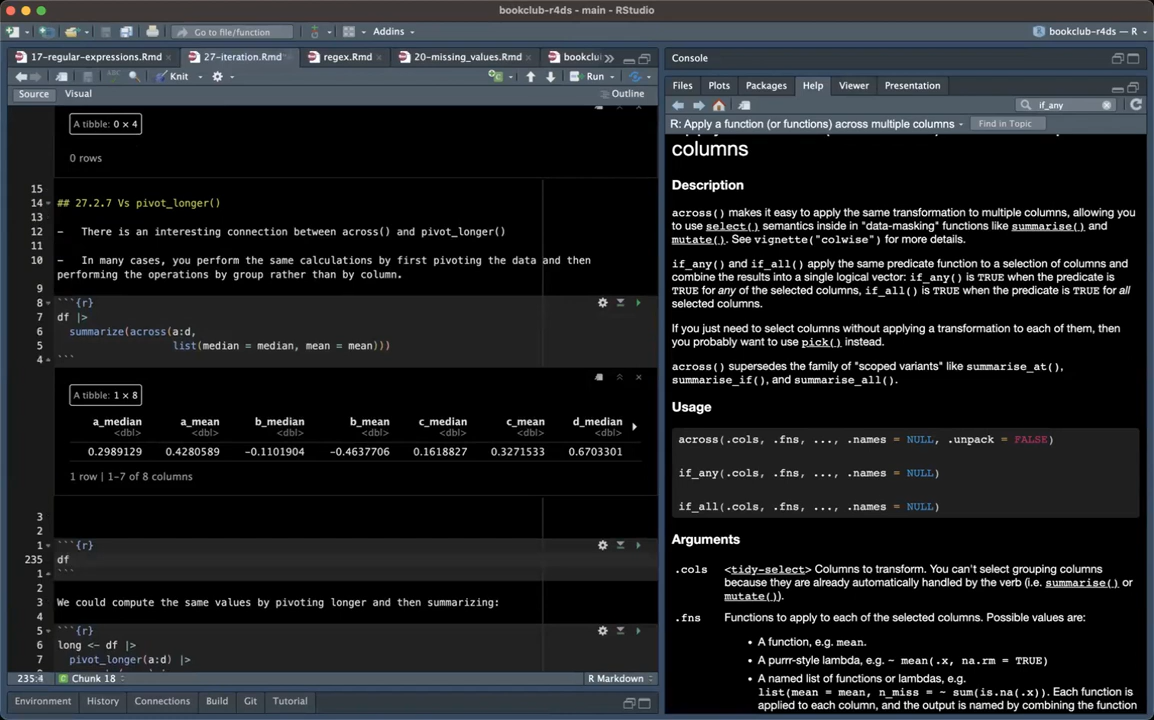 bookclub-r4ds - main - RStudio
Go to file/function
Addins
bookclub-r4ds - R
17-regular-expressions.Rmd
27-iteration.Rmd*
regex.Rmd
20-missing_values.Rmd
bookclu
Knit
Run
Source
Visual
Outline
A tibble: 0 × 4
0 rows
15
14 ## 27.2.7 Vs pivot_longer()
13
12 - There is an interesting connection between across() and pivot_longer()
11
10 - In many cases, you perform the same calculations by first pivoting the data and then
performing the operations by group rather than by column.
9
8 ```{r}
7 df |>
6 summarize(across(a:d,
5 list(median = median, mean = mean)))
4 ```
A tibble: 1 × 8
a_median a_mean b_median b_mean c_median c_mean d_median
<dbl> <dbl> <dbl> <dbl> <dbl> <dbl> <dbl>
0.2989129 0.4280589 -0.1101904 -0.4637706 0.1618827 0.3271533 0.6703301
1 row | 1-7 of 8 columns
3
2
1 ```{r}
235 df
1 ```
2
3 We could compute the same values by pivoting longer and then summarizing:
4
5 ```{r}
6 long <- df |>
7 pivot_longer(a:d) |>
235:4
Chunk 18
R Markdown
Environment
History
Connections
Build
Git
Tutorial
Console
Files
Plots
Packages
Help
Viewer
Presentation
if_any
R: Apply a function (or functions) across multiple columns
Find in Topic
columns
Description
across() makes it easy to apply the same transformation to multiple columns, allowing you
to use select() semantics inside in "data-masking" functions like summarise() and
mutate(). See vignette("colwise") for more details.
if_any() and if_all() apply the same predicate function to a selection of columns and
combine the results into a single logical vector: if_any() is TRUE when the predicate is
TRUE for any of the selected columns, if_all() is TRUE when the predicate is TRUE for all
selected columns.
If you just need to select columns without applying a transformation to each of them, then
you probably want to use pick() instead.
across() supersedes the family of "scoped variants" like summarise_at(),
summarise_if(), and summarise_all().
Usage
across(.cols, .fns, ..., .names = NULL, .unpack = FALSE)
if_any(.cols, .fns, ..., .names = NULL)
if_all(.cols, .fns, ..., .names = NULL)
Arguments
.cols <tidy-select> Columns to transform. You can't select grouping columns
because they are already automatically handled by the verb (i.e. summarise() or
mutate()).
.fns Functions to apply to each of the selected columns. Possible values are:
• A function, e.g. mean.
• A purrr-style lambda, e.g. ~ mean(.x, na.rm = TRUE)
• A named list of functions or lambdas, e.g.
list(mean = mean, n_miss = ~ sum(is.na(.x)). Each function is
applied to each column, and the output is named by combining the function